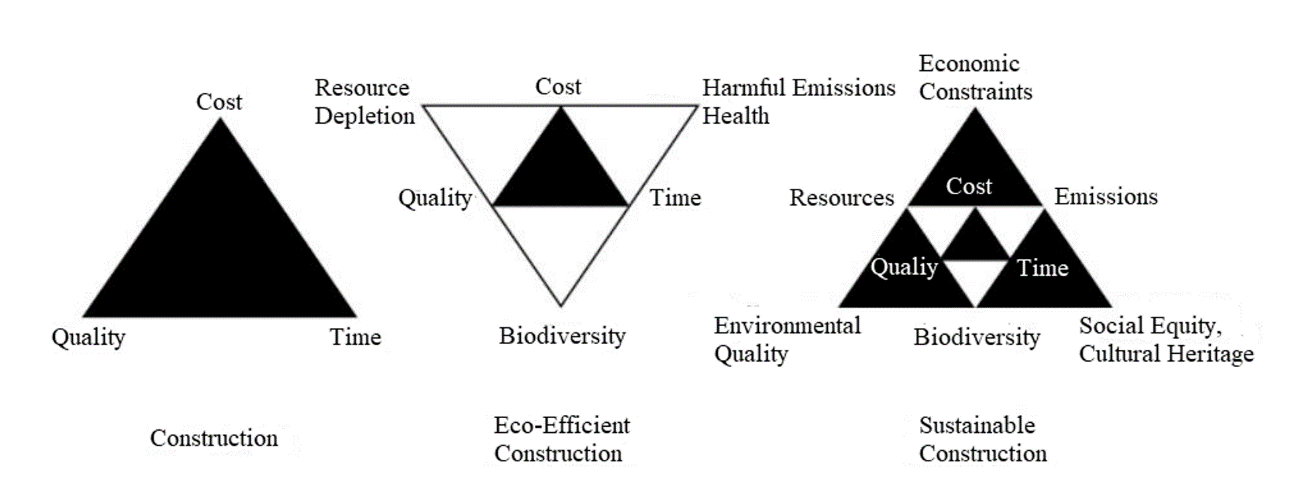 Cost
Quality
Time
Construction
Resource
Depletion
Cost
Harmful Emissions
Health
Quality
Time
Biodiversity
Eco-Efficient
Construction
Economic
Constraints
Resources
Cost
Emissions
Qualiy
Time
Environmental
Quality
Biodiversity
Social Equity,
Cultural Heritage
Sustainable
Construction